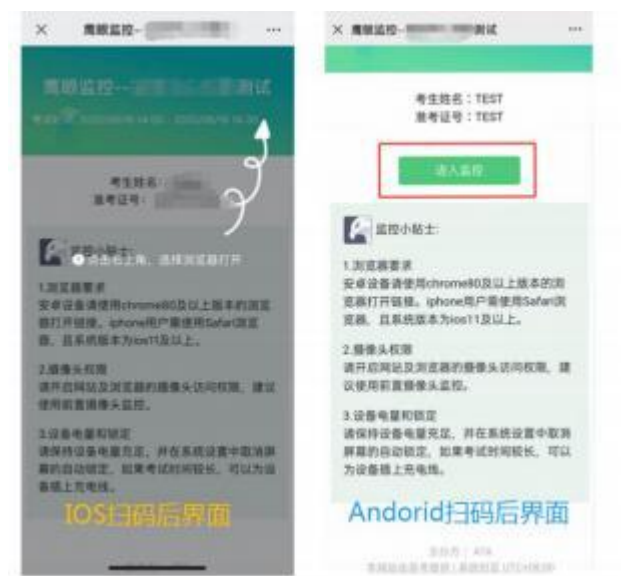 鹰眼监控--
鹰眼监控-- 测试
考生姓名：
准考证号：
监控小贴士:
点击右上角，选择浏览器打开
1.浏览器要求
安卓设备请使用chrome80及以上版本的浏览
器打开链接。iphone用户需使用Safari浏览
器，且系统版本为ios11及以上。
2.摄像头权限
请开启网站及浏览器的摄像头访问权限，建议
使用前置摄像头监控。
3.设备电量和锁定
请保持设备电量充足，并在系统设置中取消屏
幕的自动锁定，如果考试时间较长，可以为设
备插上充电线。
IOS扫码后界面
鹰眼监控-- 测试
考生姓名：TEST
准考证号：TEST
进入监控
监控小贴士:
1.浏览器要求
安卓设备请使用chrome80及以上版本的浏
览器打开链接。iphone用户需使用Safari浏
览器，且系统版本为ios11及以上。
2.摄像头权限
请开启网站及浏览器的摄像头访问权限，建
议使用前置摄像头监控。
3.设备电量和锁定
请保持设备电量充足，并在系统设置中取消
屏幕的自动锁定，如果考试时间较长，可以
为设备插上充电线。
Andorid扫码后界面
ATA